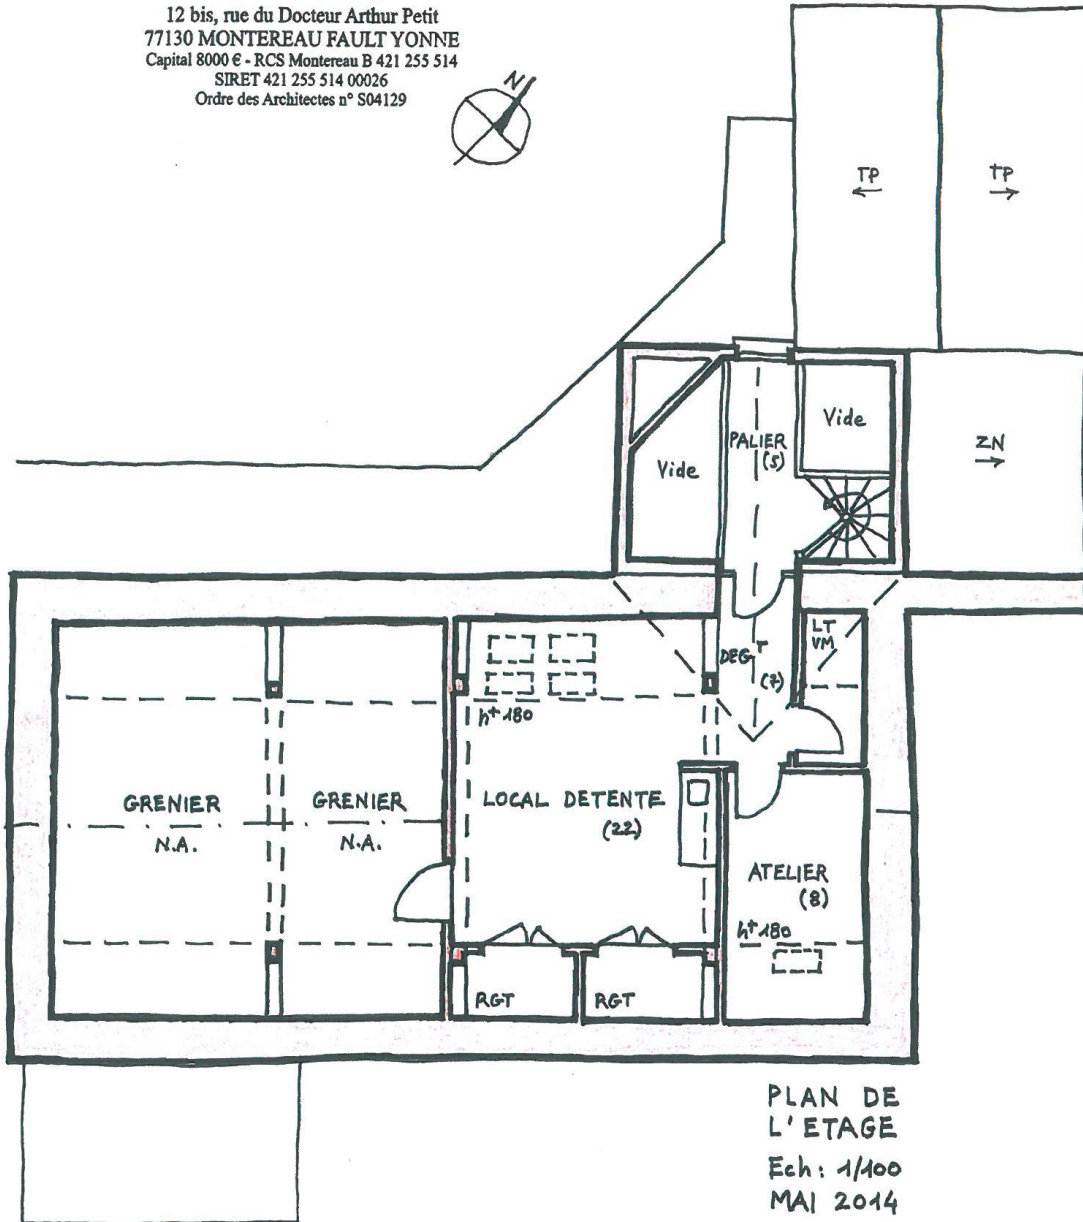 12 bis, rue du Docteur Arthur Petit
77130 MONTEREAU FAULT YONNE
Capital 8000 € - RCS Montereau B 421 255 514
SIRET 421 255 514 00026
Ordre des Architectes n° S04129
N
TP
TP
Vide
PALIER
(5)
Vide
ZN
LT
VM
DEGT
(7)
h+ 180
GRENIER
N.A.
GRENIER
N.A.
LOCAL DETENTE
(22)
ATELIER
(8)
h+ 180
RGT
RGT
PLAN DE
L'ETAGE
Ech: 1/100
MAI 2014